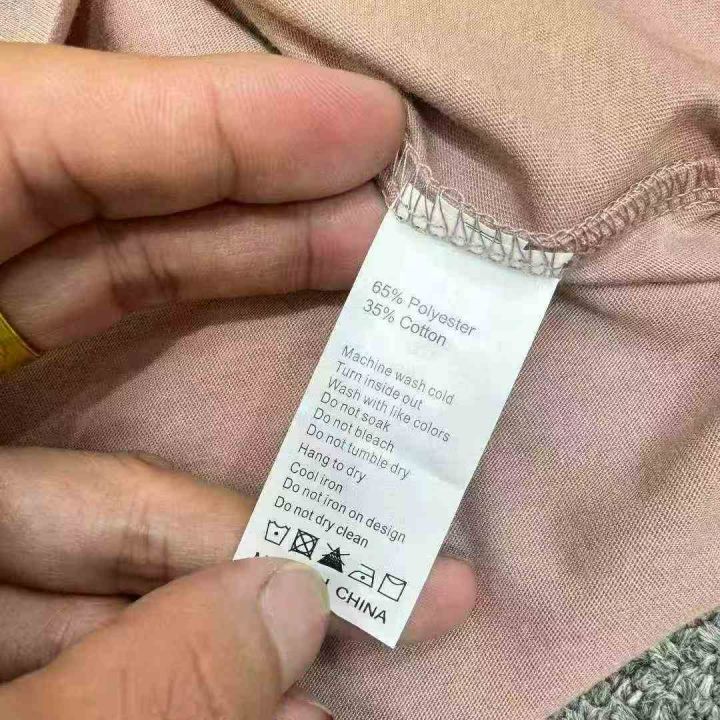 65% Polyester
35% Cotton
Machine wash cold
Turn inside out
Wash with like colors
Do not soak
Do not bleach
Do not tumble dry
Hang to dry
Cool iron
Do not iron on design
Do not dry clean
CHINA